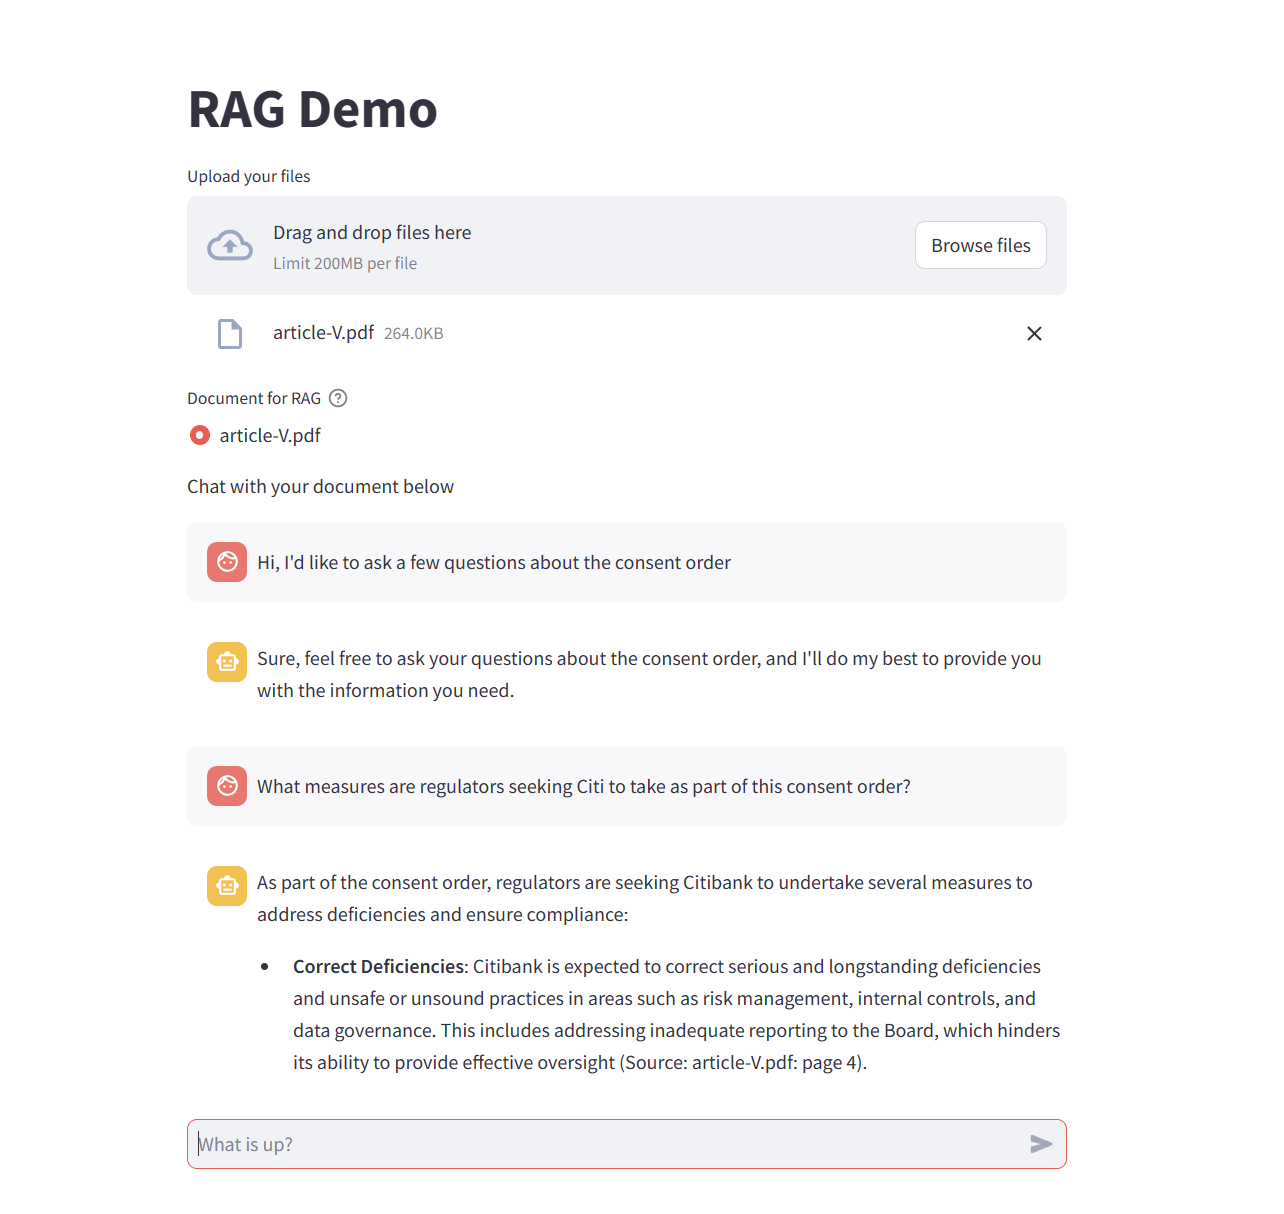 RAG Demo
Upload your files
Drag and drop files here
Limit 200MB per file
Browse files
article-V.pdf 264.0KB
Document for RAG
article-V.pdf
Chat with your document below
Hi, I'd like to ask a few questions about the consent order
Sure, feel free to ask your questions about the consent order, and I'll do my best to provide you
with the information you need.
What measures are regulators seeking Citi to take as part of this consent order?
As part of the consent order, regulators are seeking Citibank to undertake several measures to
address deficiencies and ensure compliance:
• Correct Deficiencies: Citibank is expected to correct serious and longstanding deficiencies
and unsafe or unsound practices in areas such as risk management, internal controls, and
data governance. This includes addressing inadequate reporting to the Board, which hinders
its ability to provide effective oversight (Source: article-V.pdf: page 4).
What is up?